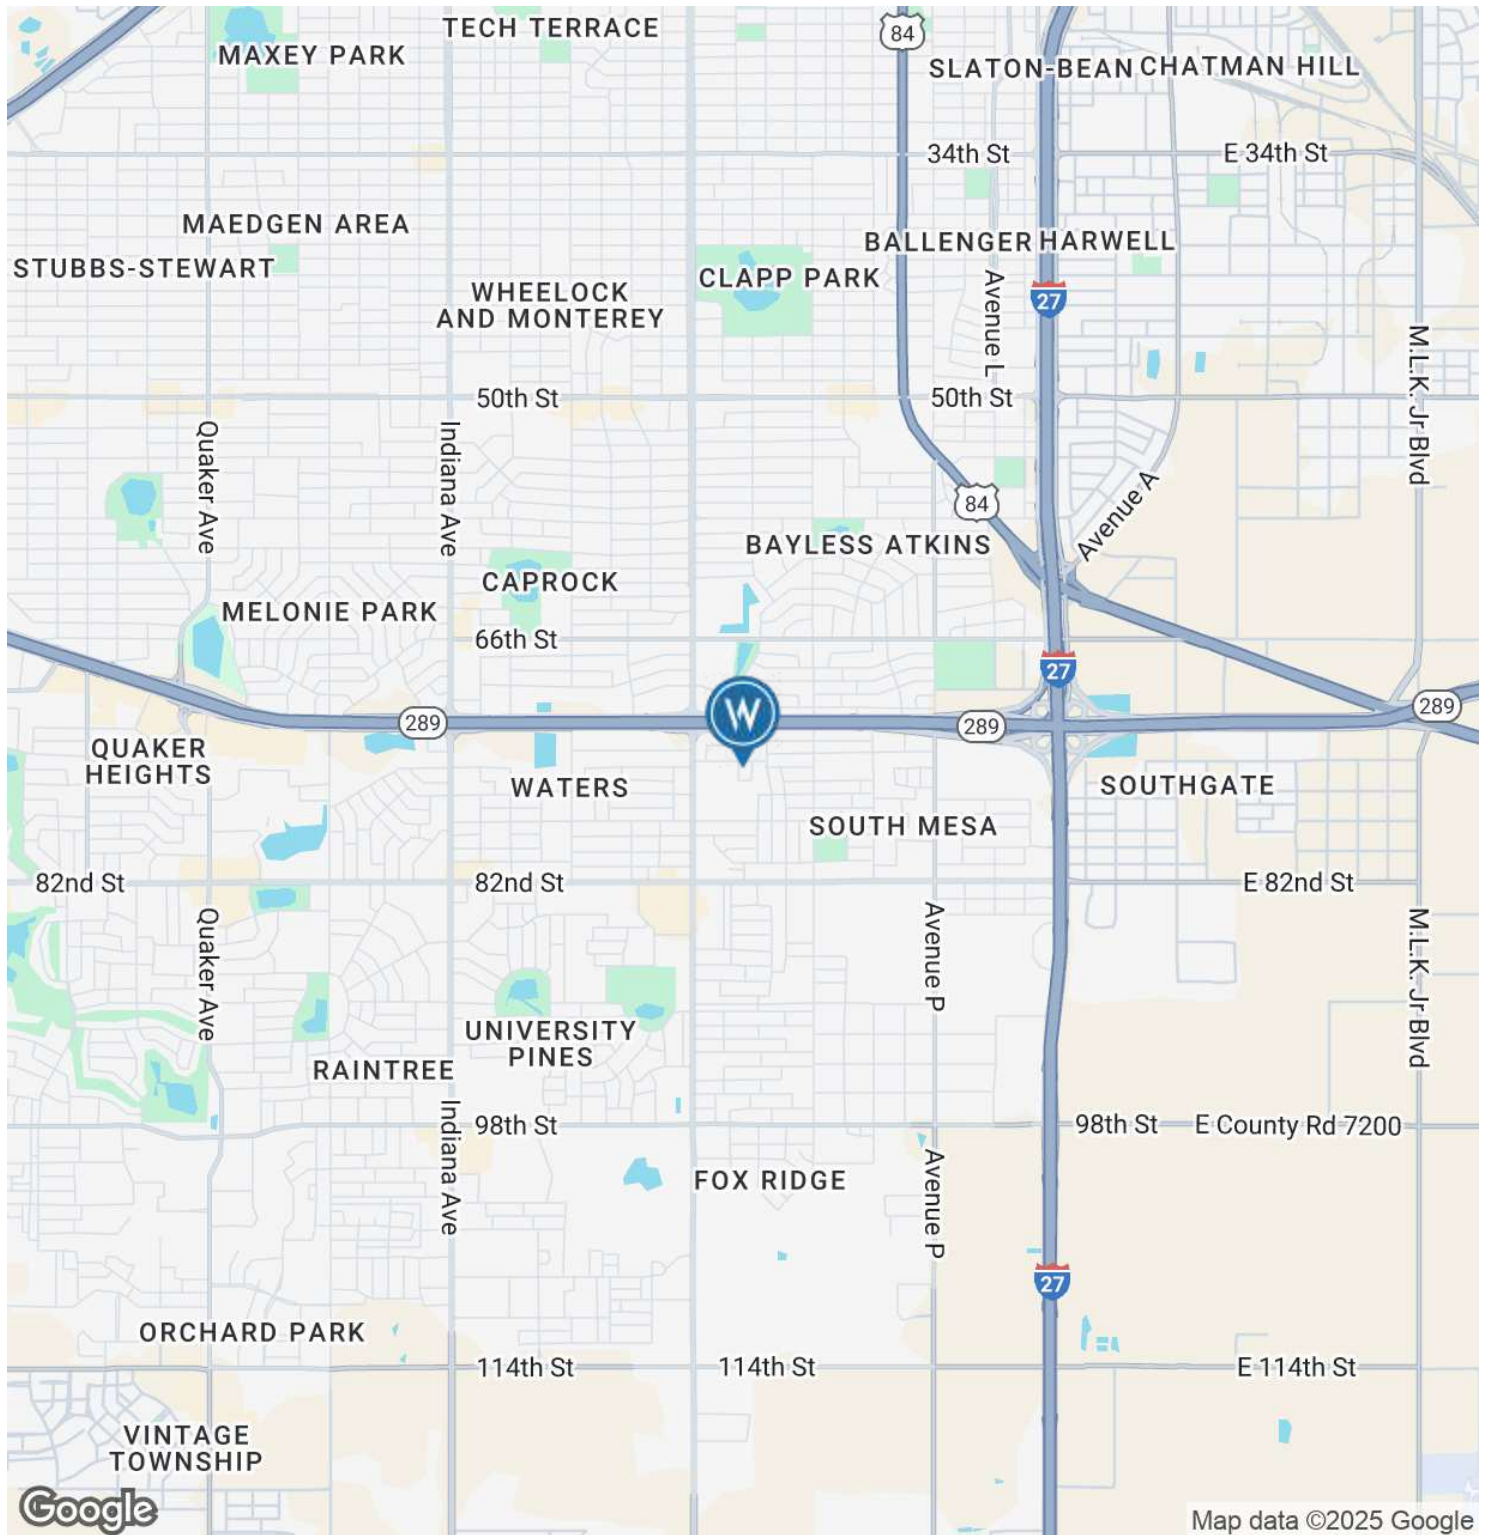 TECH TERRACE
84
MAXEY PARK
SLATON-BEAN
CHATMAN HILL
34th St
E 34th St
MAEDGEN AREA
BALLENGER
HARWELL
STUBBS-STEWART
CLAPP PARK
WHEELOCK
AND MONTEREY
Avenue L
27
M.L.K. Jr Blvd
50th St
50th St
Quaker Ave
Indiana Ave
84
Avenue A
BAYLESS ATKINS
CAPROCK
MELONIE PARK
66th St
27
289
W
289
289
QUAKER
HEIGHTS
WATERS
SOUTHGATE
SOUTH MESA
82nd St
82nd St
E 82nd St
Quaker Ave
Avenue P
M.L.K. Jr Blvd
UNIVERSITY
PINES
RAINTREE
Indiana Ave
98th St
98th St
E County Rd 7200
FOX RIDGE
Avenue P
27
ORCHARD PARK
114th St
114th St
E 114th St
VINTAGE
TOWNSHIP
Google
Map data ©2025 Google